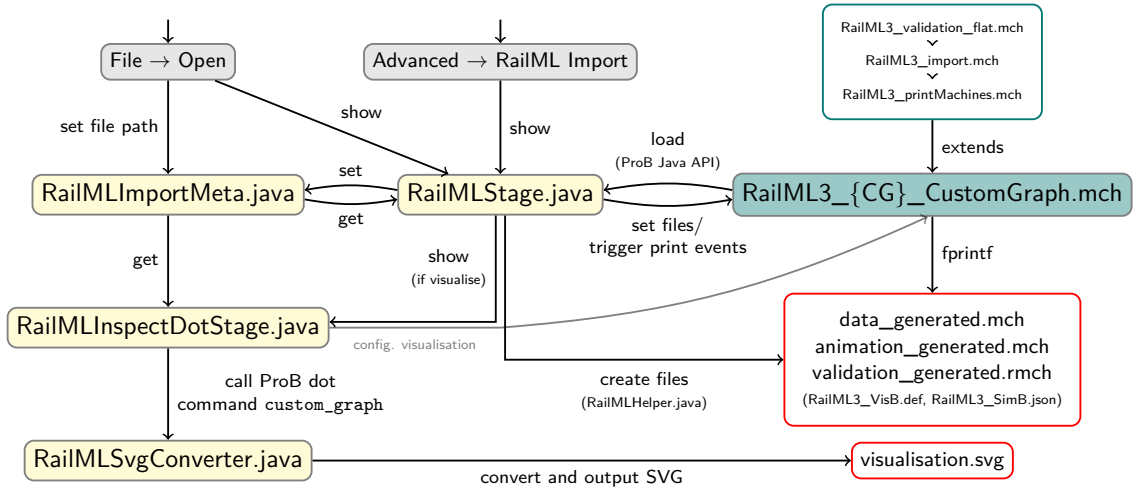 File → Open
Advanced → RailML Import
RailML3_validation_flat.mch
RailML3_import.mch
RailML3_printMachines.mch
set file path
show
show
load
(ProB Java API)
extends
RailMLImportMeta.java
set
get
RailMLStage.java
RailML3_{CG}_CustomGraph.mch
set files/
trigger print events
get
show
(if visualise)
fprintf
RailMLInspectDotStage.java
config. visualisation
data_generated.mch
animation_generated.mch
validation_generated.rmch
(RailML3_VisB.def, RailML3_SimB.json)
call ProB dot
command custom_graph
create files
(RailMLHelper.java)
RailMLSvgConverter.java
convert and output SVG
visualisation.svg